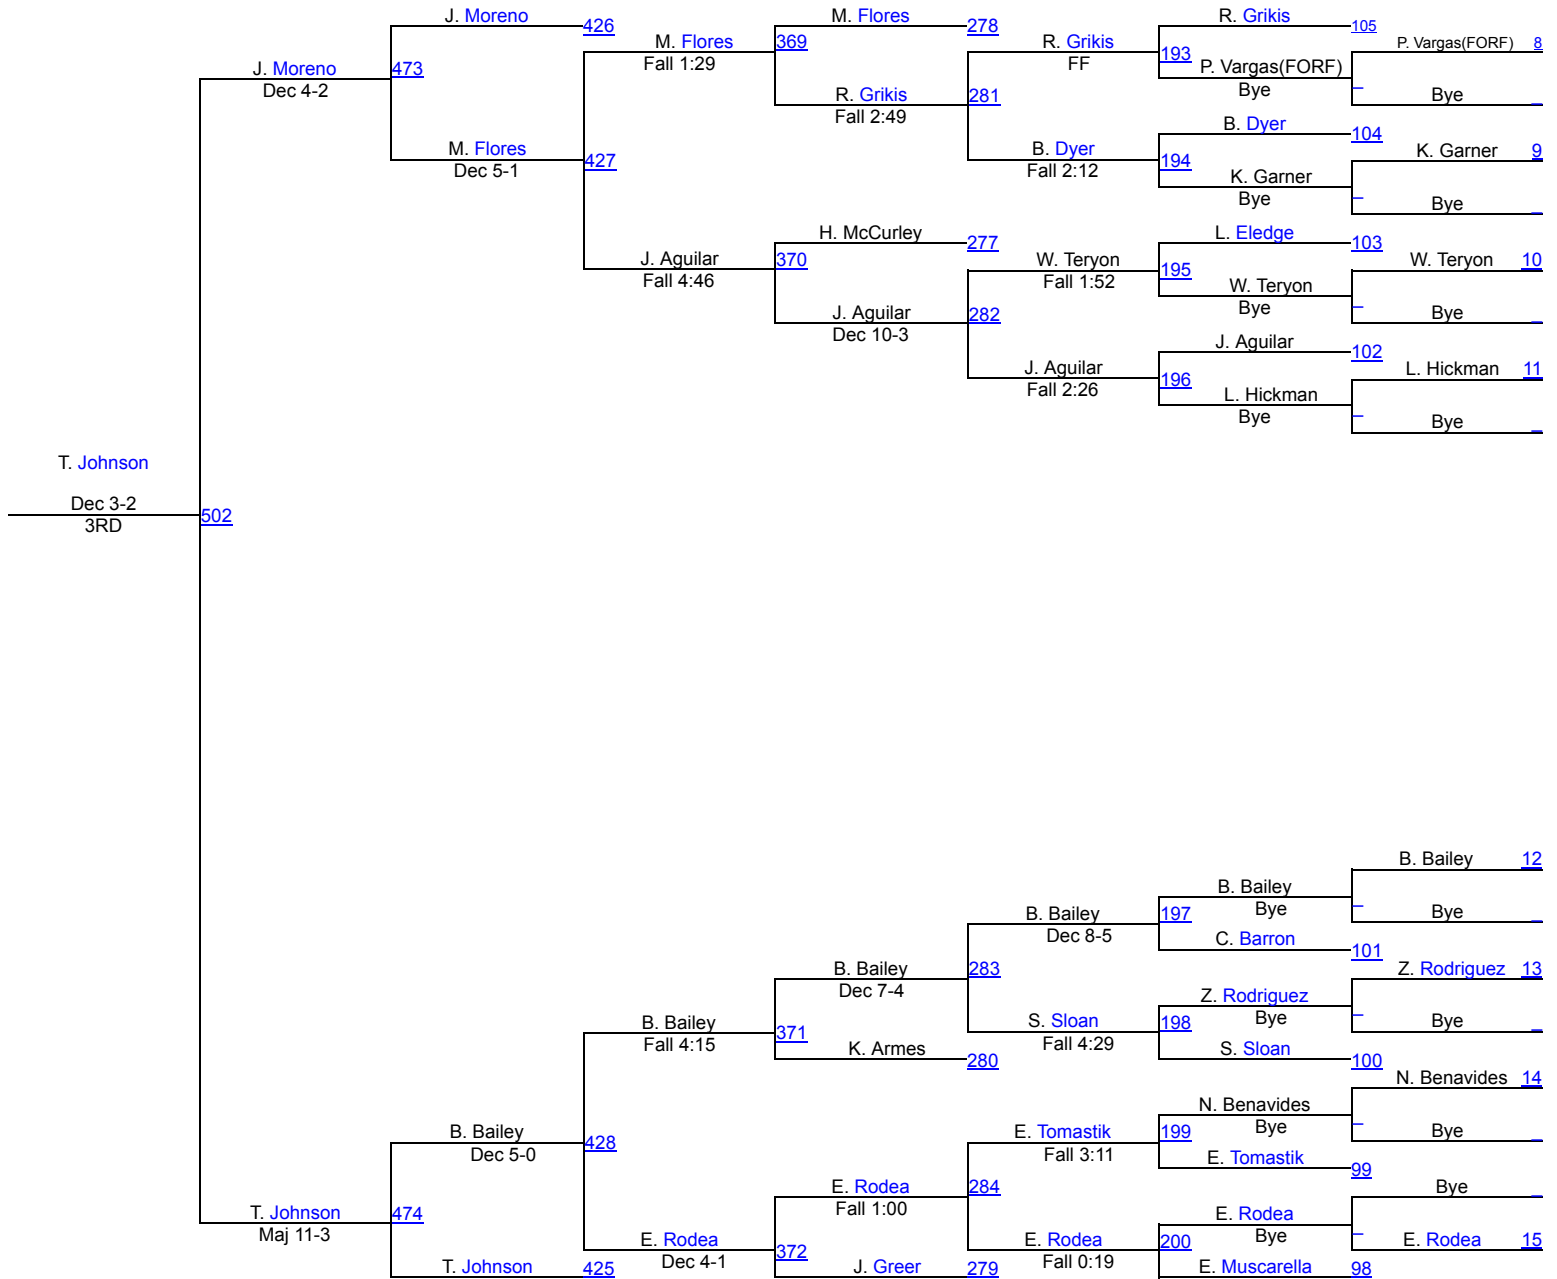 J. Moreno 426
M. Flores 278
R. Grikis 105
M. Flores 369
Fall 1:29
R. Grikis
FF
193
P. Vargas(FORF) 8
J. Moreno 473
Dec 4-2
P. Vargas(FORF)
Bye
_
Bye _
R. Grikis 281
Fall 2:49
B. Dyer 104
M. Flores 427
Dec 5-1
B. Dyer 194
Fall 2:12
K. Garner 9
K. Garner
Bye
_
Bye _
H. McCurley 277
L. Eledge 103
J. Aguilar 370
Fall 4:46
W. Teryon 195
Fall 1:52
W. Teryon 10
W. Teryon
Bye
_
Bye _
J. Aguilar 282
Dec 10-3
J. Aguilar 102
J. Aguilar 196
Fall 2:26
L. Hickman 11
L. Hickman
Bye
_
Bye _
T. Johnson
Dec 3-2
3RD
502
B. Bailey 12
B. Bailey
Bye
_
B. Bailey 197
Dec 8-5
Bye _
C. Barron 101
B. Bailey 283
Dec 7-4
Z. Rodriguez 13
Z. Rodriguez
Bye
_
B. Bailey 371
Fall 4:15
S. Sloan 198
Fall 4:29
Bye _
K. Armes 280
S. Sloan 100
N. Benavides 14
N. Benavides
Bye
_
B. Bailey 428
Dec 5-0
E. Tomastik 199
Fall 3:11
Bye _
E. Tomastik 99
E. Rodea 284
Fall 1:00
Bye _
T. Johnson 474
Maj 11-3
E. Rodea
Bye
_
E. Rodea 372
Dec 4-1
E. Rodea 200
Fall 0:19
E. Rodea 15
T. Johnson 425
J. Greer 279
E. Muscarella 98